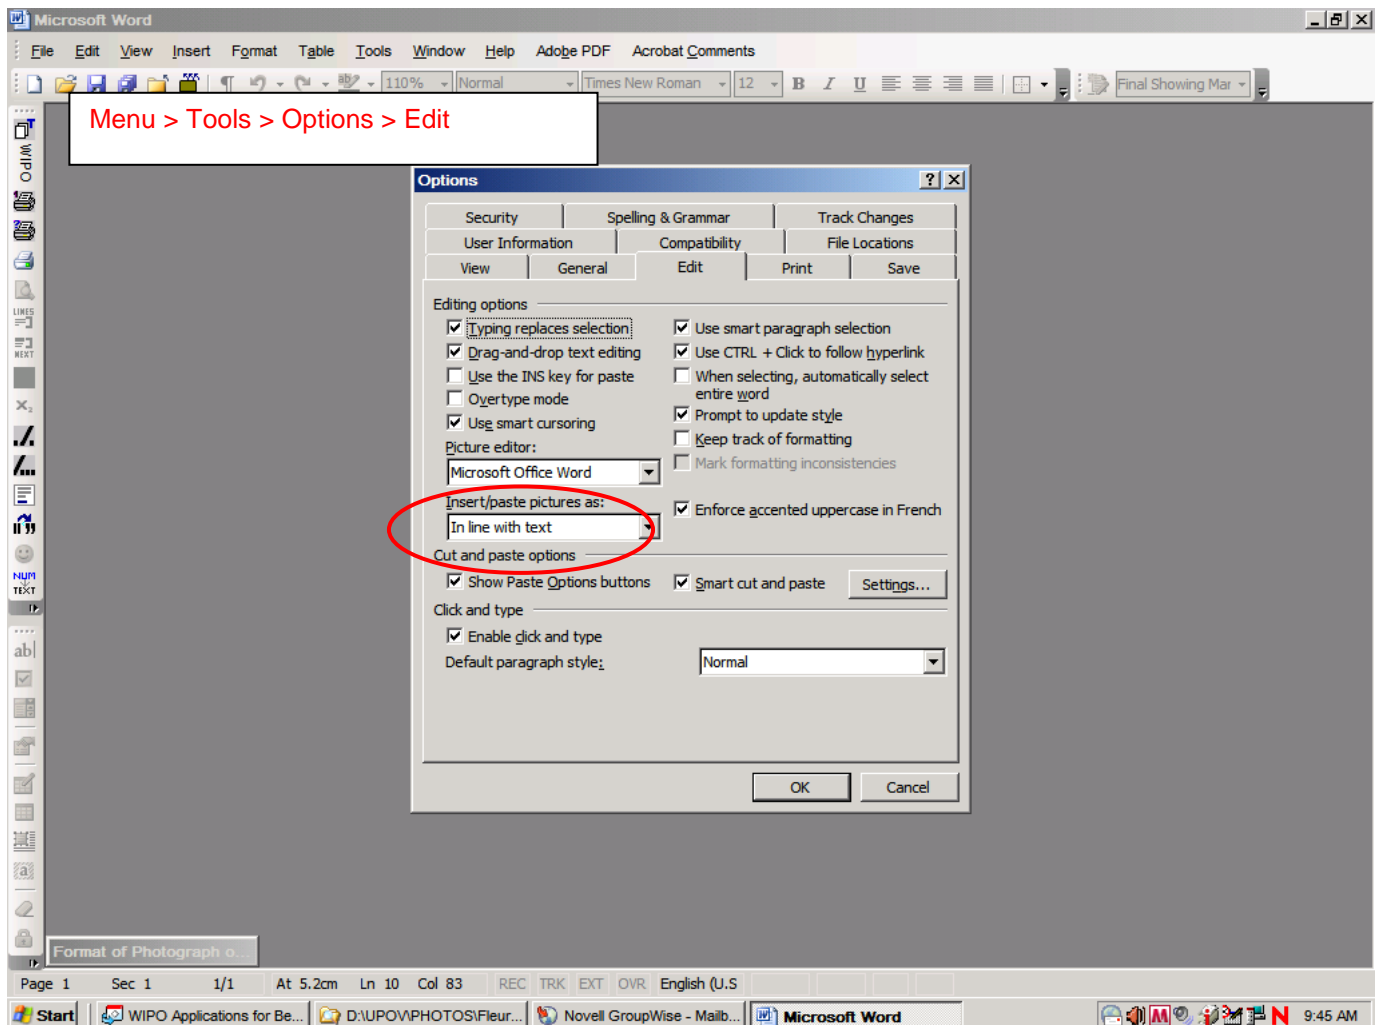 Microsoft Word
File Edit View Insert Format Table Tools Window Help Adobe PDF Acrobat Comments
110% Normal Times New Roman 12 B I U Final Showing Mar
Menu > Tools > Options > Edit
WIPO
LINES
NEXT
NUM
TEXT
Options
Security Spelling & Grammar Track Changes
User Information Compatibility File Locations
View General Edit Print Save
Editing options
Typing replaces selection
Drag-and-drop text editing
Use the INS key for paste
Overtype mode
Use smart cursoring
Use smart paragraph selection
Use CTRL + Click to follow hyperlink
When selecting, automatically select
entire word
Prompt to update style
Keep track of formatting
Mark formatting inconsistencies
Picture editor:
Microsoft Office Word
Insert/paste pictures as:
In line with text
Enforce accented uppercase in French
Cut and paste options
Show Paste Options buttons Smart cut and paste Settings...
Click and type
Enable click and type
Default paragraph style: Normal
OK Cancel
Format of Photograph o...
Page 1 Sec 1 1/1 At 5.2cm Ln 10 Col 83 REC TRK EXT OVR English (U.S
Start WIPO Applications for Be... D:\UPOV\PHOTOS\Fleur... Novell GroupWise - Mailb... Microsoft Word 9:45 AM